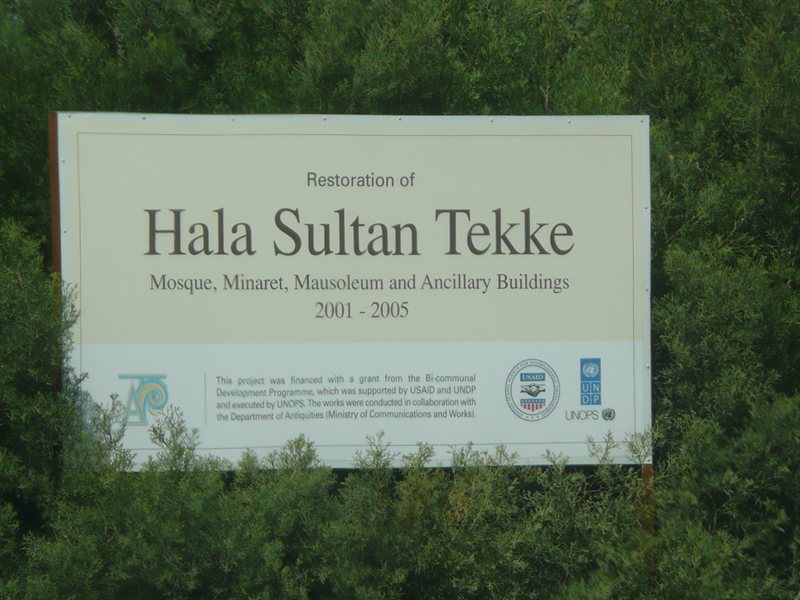 Restoration of
Hala Sultan Tekke
Mosque, Minaret, Mausoleum and Ancillary Buildings
2001 - 2005
This project was financed with a grant from the Bi-communal
Development Programme, which was supported by USAID and UNDP
and executed by UNOPS. The works were conducted in collaboration with
the Department of Antiquities (Ministry of Communications and Works).
USAID
UN
DP
UNOPS